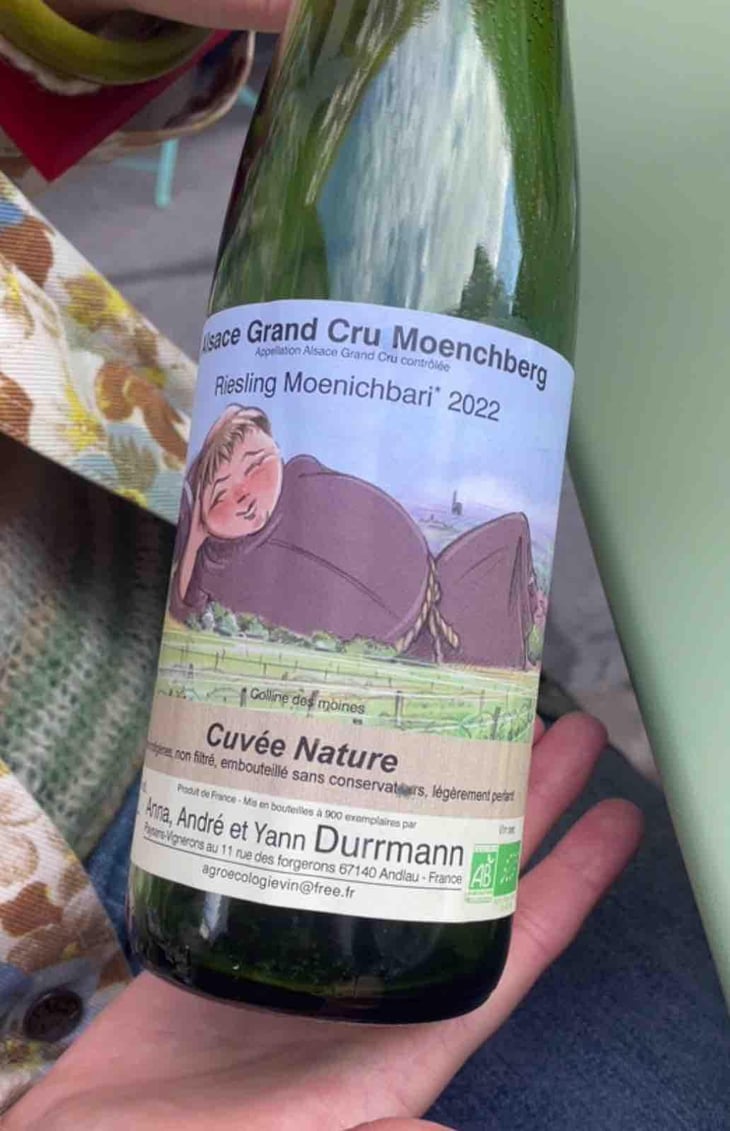 Alsace Grand Cru Moenchberg
Appellation Alsace Grand Cru contrôlée
Riesling Moenichbari* 2022
* Colline des moines
Cuvée Nature
non filtré, embouteillé sans conservateurs, légèrement perlant
Produit de France - Mis en bouteilles à 900 exemplaires par
Vin sec
Anna, André et Yann Durrmann
Paysans-Vignerons au 11 rue des forgerons 67140 Andlau - France
agroecologievin@free.fr
AB